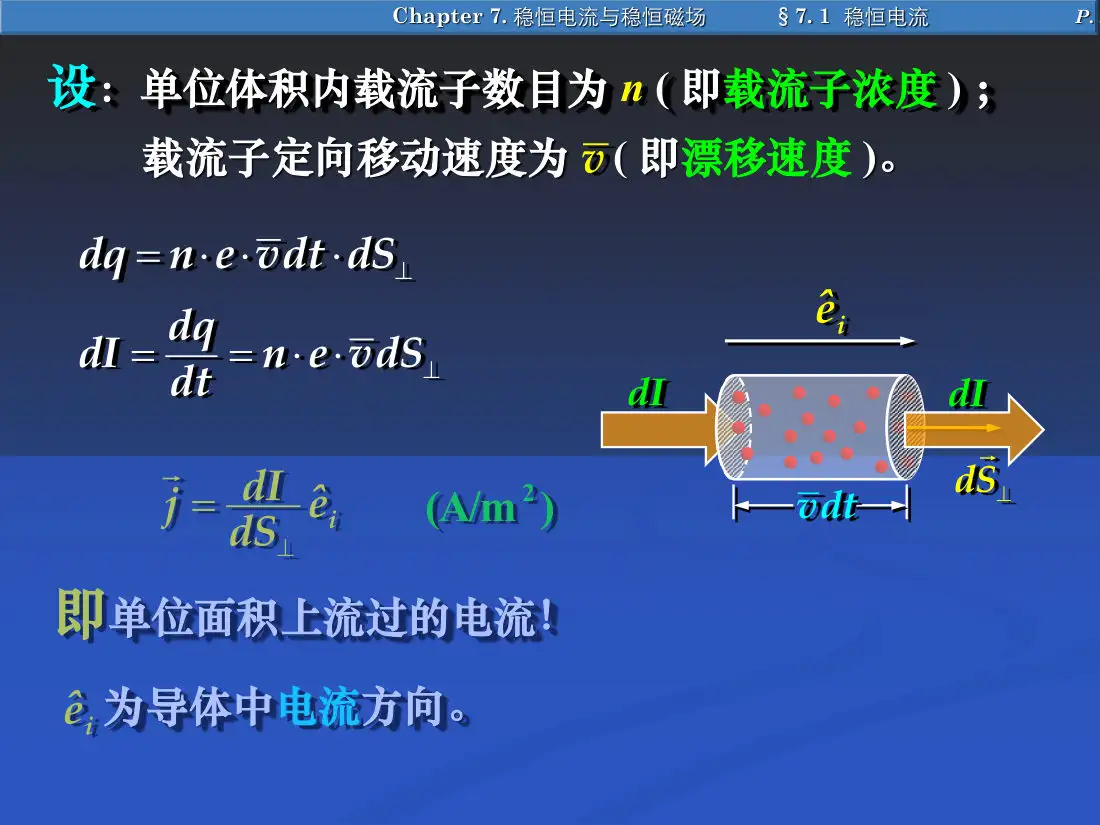 Chapter 7. 稳恒电流与稳恒磁场 § 7. 1 稳恒电流 P.
设：单位体积内载流子数目为 n ( 即载流子浓度 )；
载流子定向移动速度为 v̅ ( 即漂移速度 )。
dq = n · e · v̅dt · dS⊥
dI = dq/dt = n · e · v̅dS⊥
ê_i
dI dI
dS⃗⊥
v̅dt
j⃗ = dI/dS⊥ ê_i (A/m²)
即单位面积上流过的电流！
ê_i 为导体中电流方向。